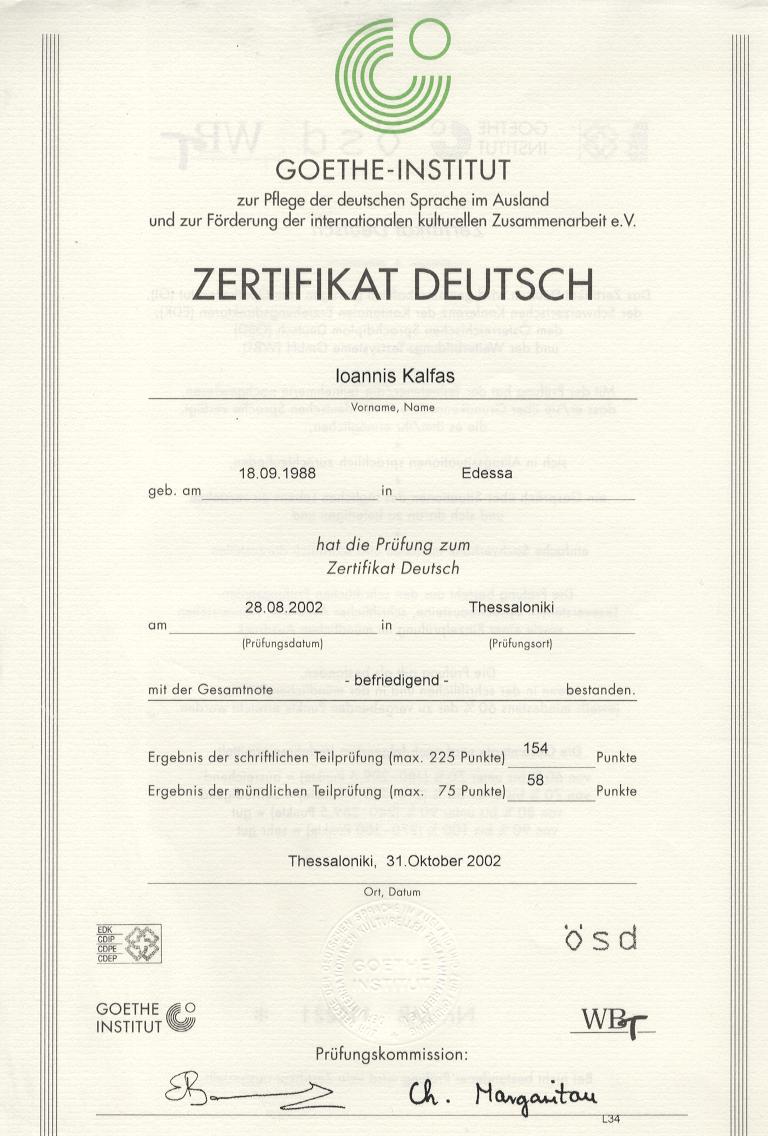 GOETHE-INSTITUT
zur Pflege der deutschen Sprache im Ausland
und zur Förderung der internationalen kulturellen Zusammenarbeit e.V.
ZERTIFIKAT DEUTSCH
Ioannis Kalfas
Vorname, Name
18.09.1988 Edessa
geb. am in
hat die Prüfung zum
Zertifikat Deutsch
28.08.2002 Thessaloniki
am in
(Prüfungsdatum) (Prüfungsort)
- befriedigend -
mit der Gesamtnote bestanden.
Ergebnis der schriftlichen Teilprüfung (max. 225 Punkte) 154 Punkte
Ergebnis der mündlichen Teilprüfung (max. 75 Punkte) 58 Punkte
Thessaloniki, 31.Oktober 2002
Ort, Datum
EDK
CDIP
CDPE
CDEP
ösd
GOETHE
INSTITUT
WBT
GOETHE
INSTITUT
Prüfungskommission:
Ch. Margaritou
L34